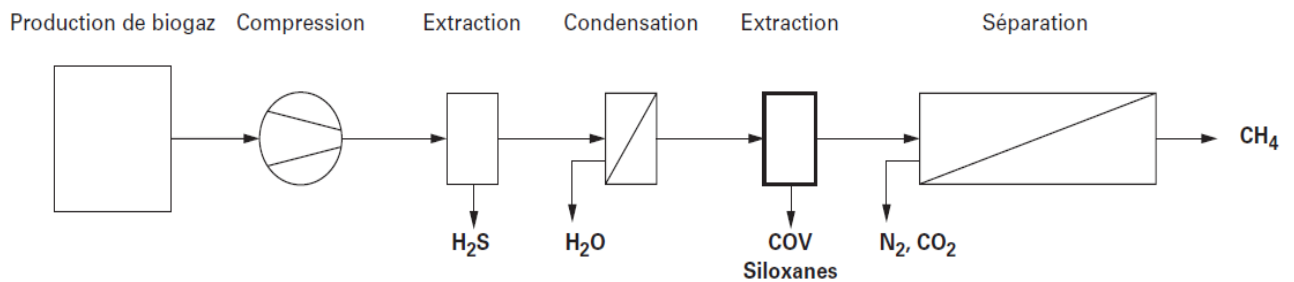 Production de biogaz Compression Extraction Condensation Extraction Séparation
CH4
H2S H2O COV N2, CO2
Siloxanes